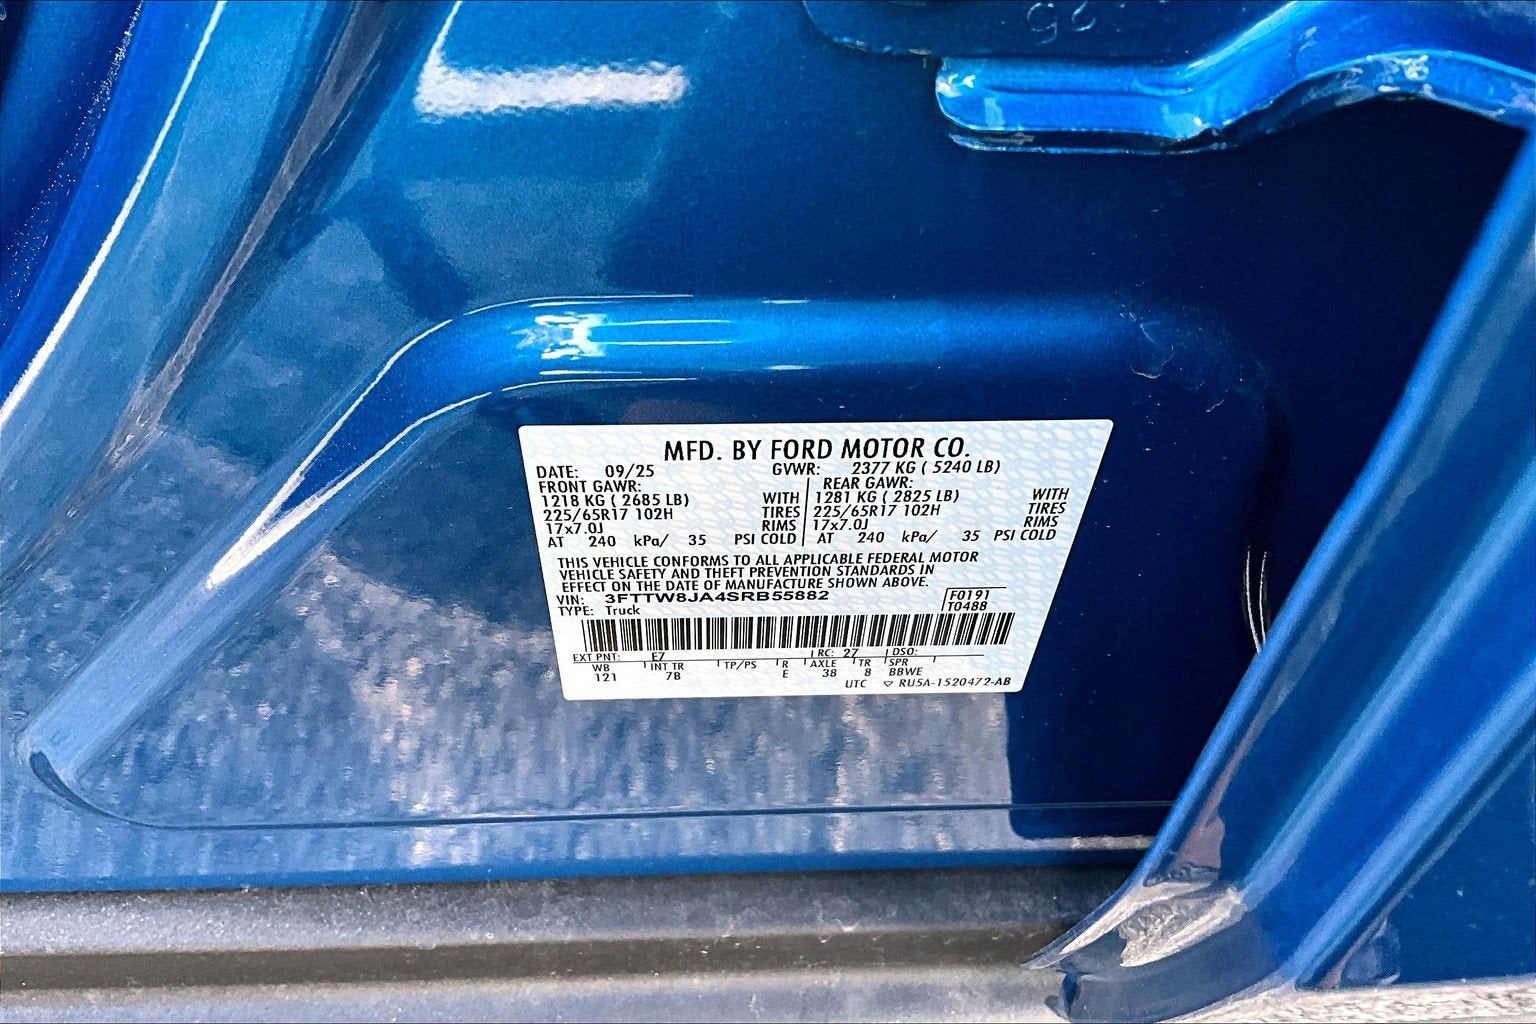 MFD. BY FORD MOTOR CO.
DATE: 09/25 GVWR: 2377 KG ( 5240 LB)
FRONT GAWR: REAR GAWR:
1218 KG ( 2685 LB) WITH 1281 KG ( 2825 LB) WITH
225/65R17 102H TIRES 225/65R17 102H TIRES
17x7.0J RIMS 17x7.0J RIMS
AT 240 kPa/ 35 PSI COLD AT 240 kPa/ 35 PSI COLD
THIS VEHICLE CONFORMS TO ALL APPLICABLE FEDERAL MOTOR
VEHICLE SAFETY AND THEFT PREVENTION STANDARDS IN
EFFECT ON THE DATE OF MANUFACTURE SHOWN ABOVE.
VIN: 3FTTW8JA4SRB55882 F0191
TYPE: Truck T0488
EXT PNT: E7 RC: 27 DSO:
WB INT TR TP/PS R AXLE TR SPR
121 7B E 38 8 BBWE
UTC ▽ RU5A-1520472-AB